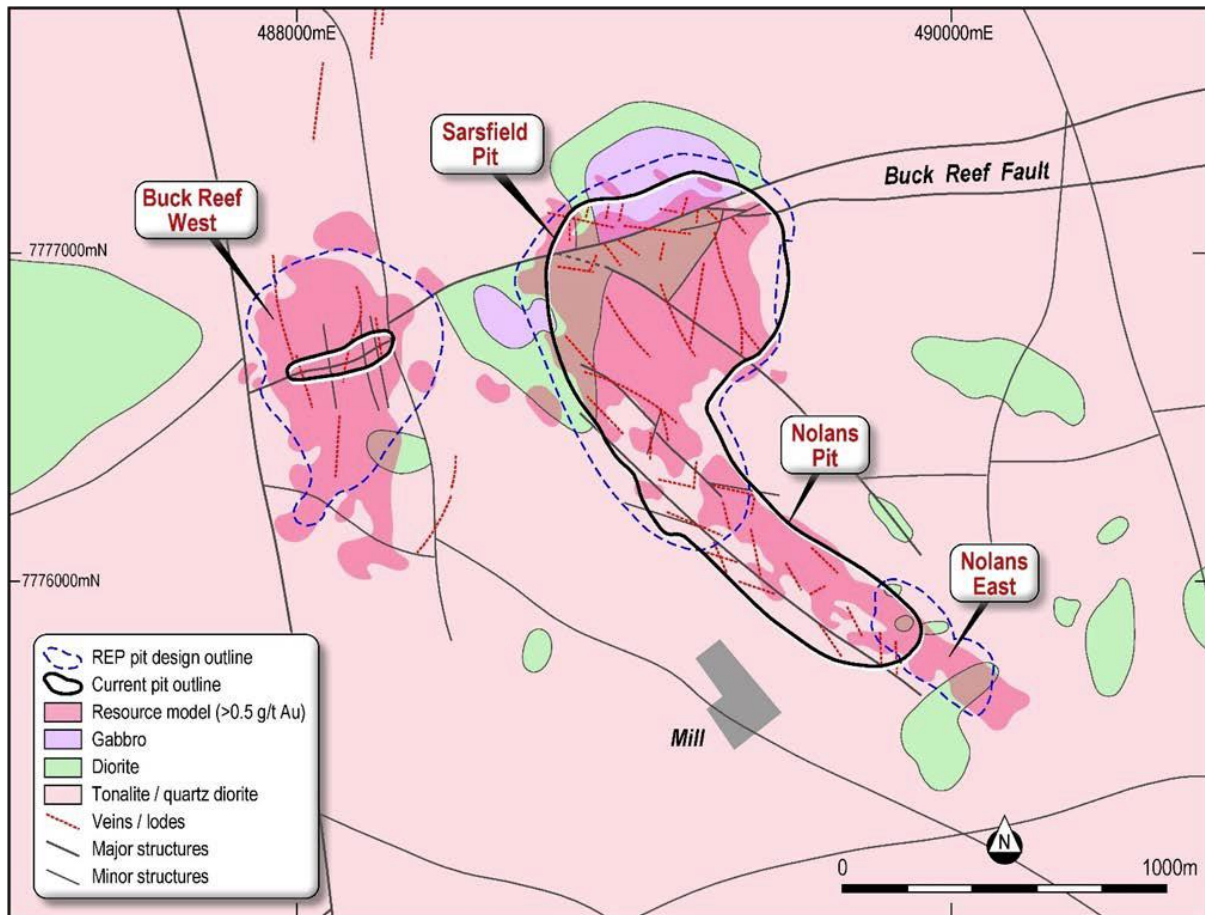 488000mE
490000mE
Sarsfield
Pit
Buck Reef
West
Buck Reef Fault
7777000mN
Nolans
Pit
Nolans
East
7776000mN
Mill
REP pit design outline
Current pit outline
Resource model (>0.5 g/t Au)
Gabbro
Diorite
Tonalite / quartz diorite
Veins / lodes
Major structures
Minor structures
N
0
1000m